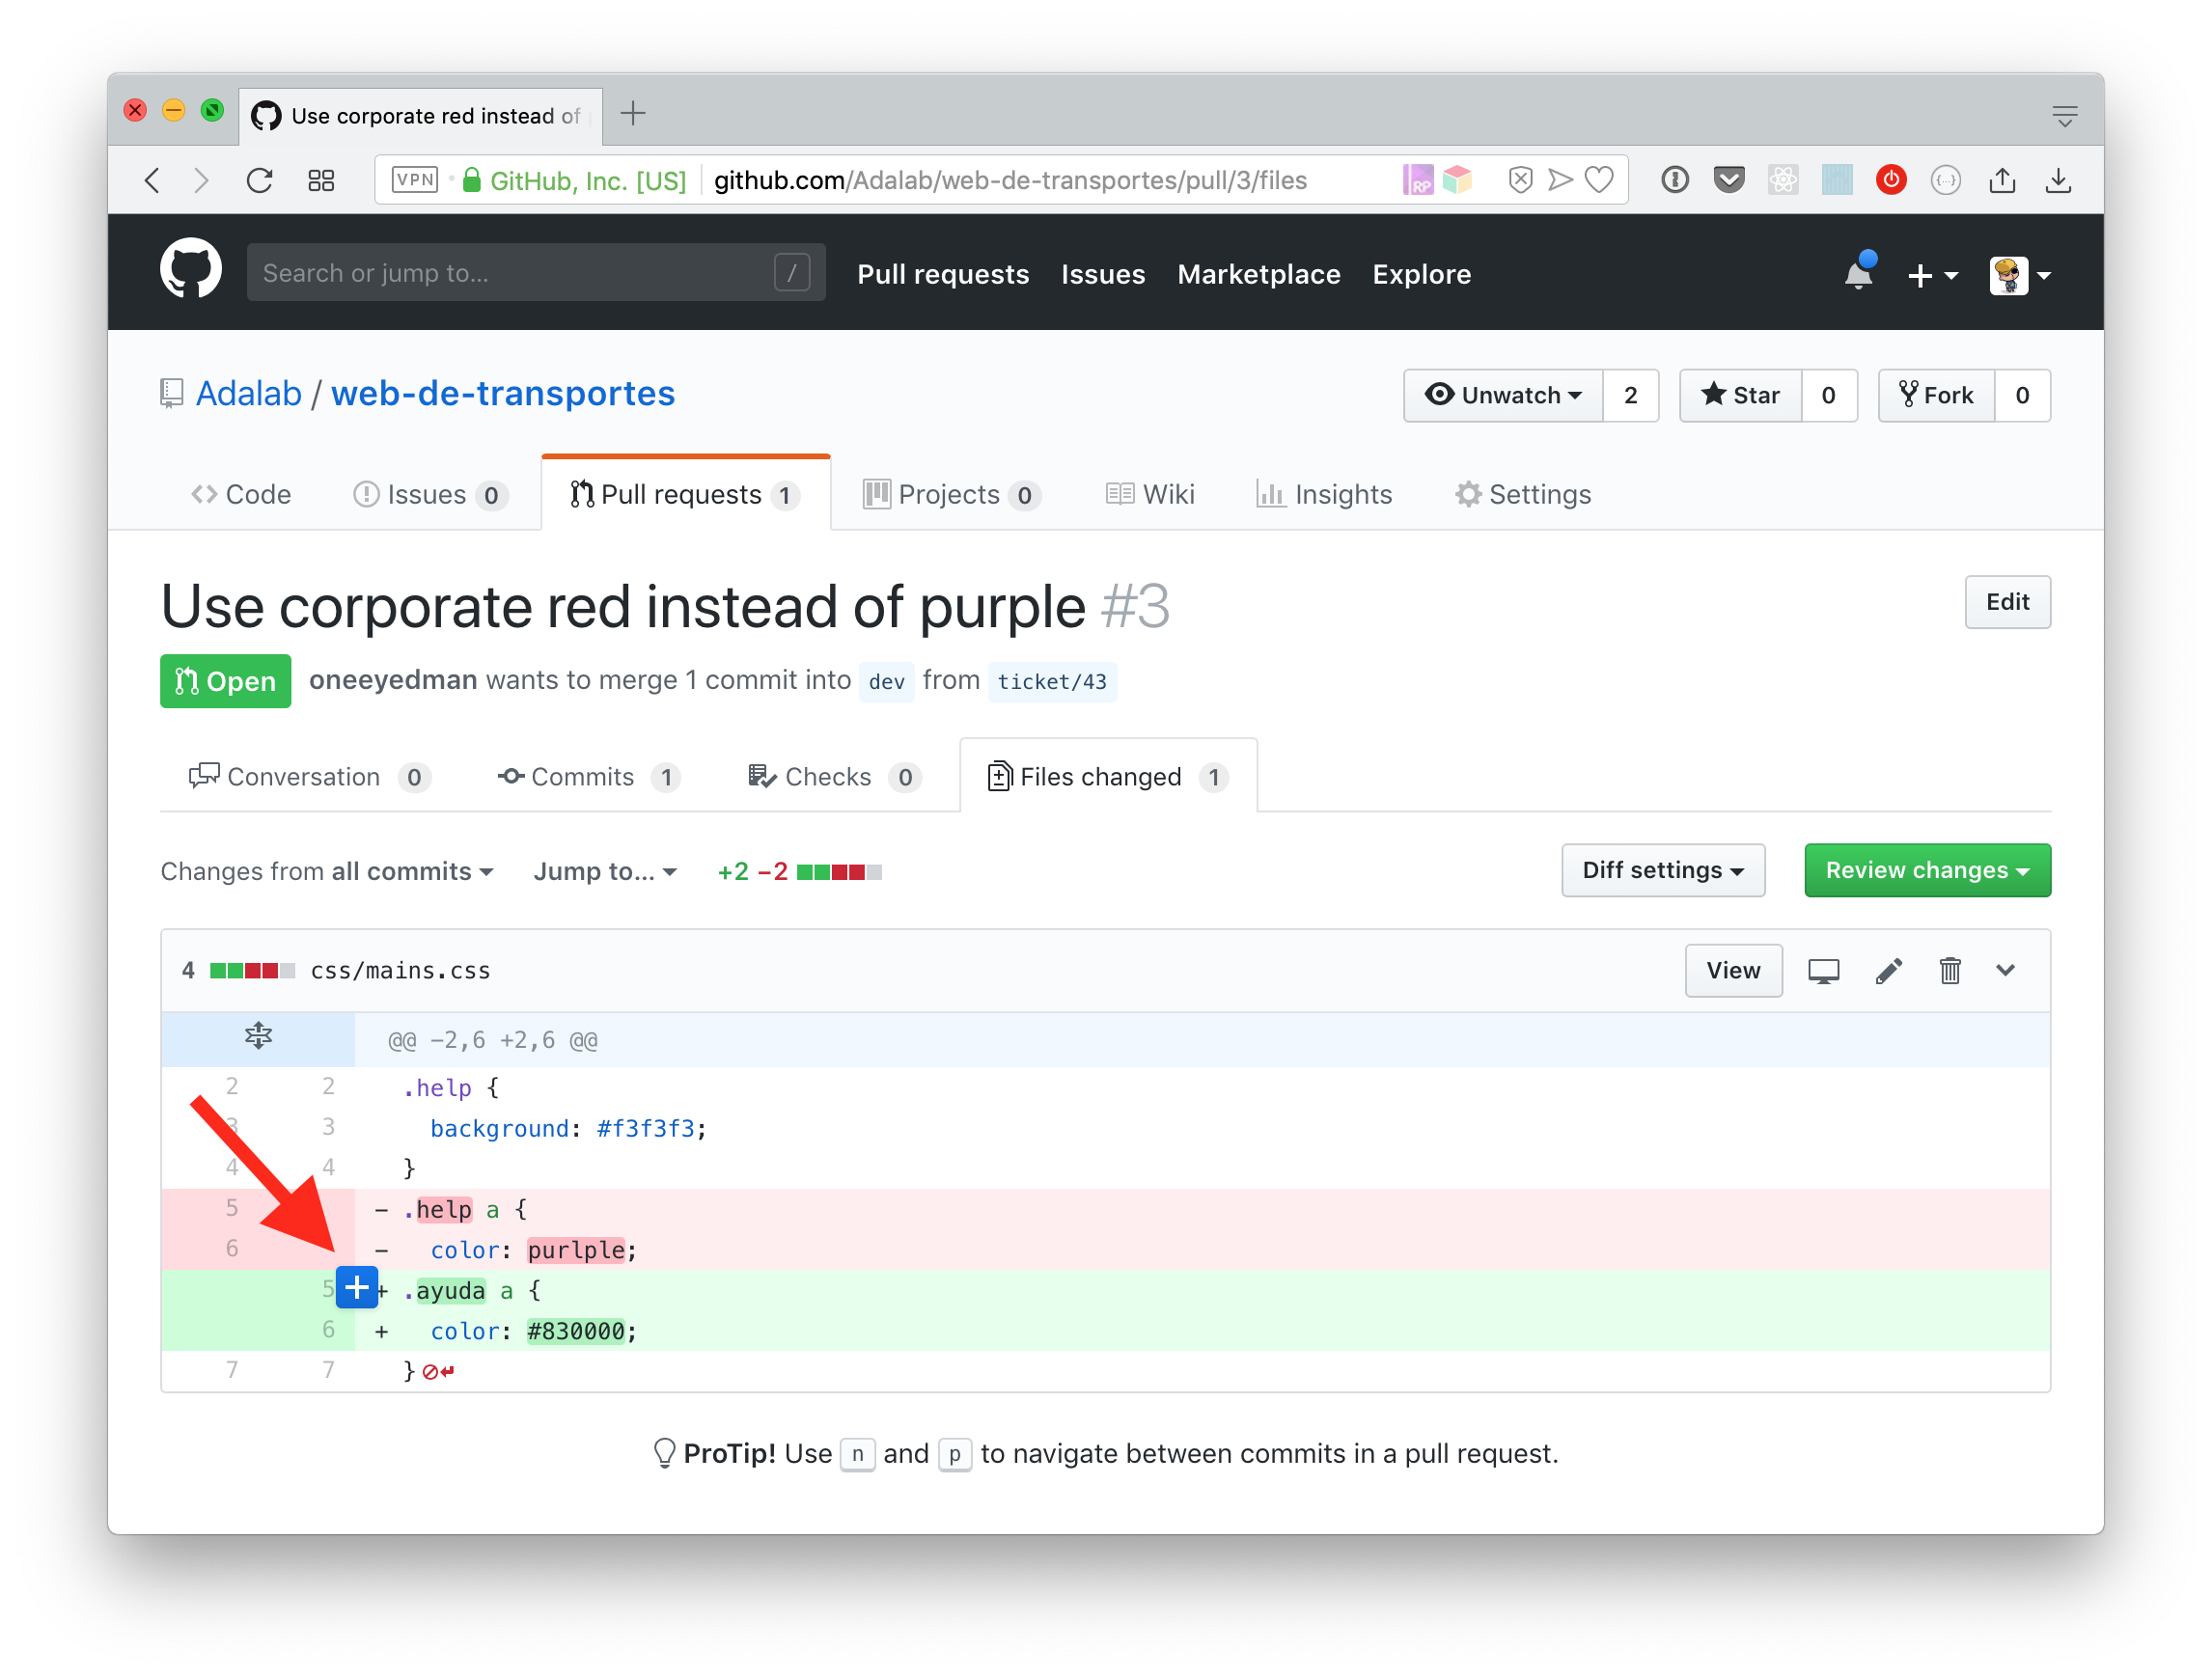 Use corporate red instead of
VPN GitHub, Inc. [US] github.com/Adalab/web-de-transportes/pull/3/files
Search or jump to... / Pull requests Issues Marketplace Explore
Adalab / web-de-transportes Unwatch 2 Star 0 Fork 0
Code Issues 0 Pull requests 1 Projects 0 Wiki Insights Settings
Use corporate red instead of purple #3 Edit
Open oneeyedman wants to merge 1 commit into dev from ticket/43
Conversation 0 Commits 1 Checks 0 Files changed 1
Changes from all commits Jump to... +2 −2 Diff settings Review changes
4 css/mains.css View
@@ −2,6 +2,6 @@
2 2 .help {
3 3 background: #f3f3f3;
4 4 }
5 − .help a {
6 − color: purlple;
5 + .ayuda a {
6 + color: #830000;
7 7 }
ProTip! Use n and p to navigate between commits in a pull request.